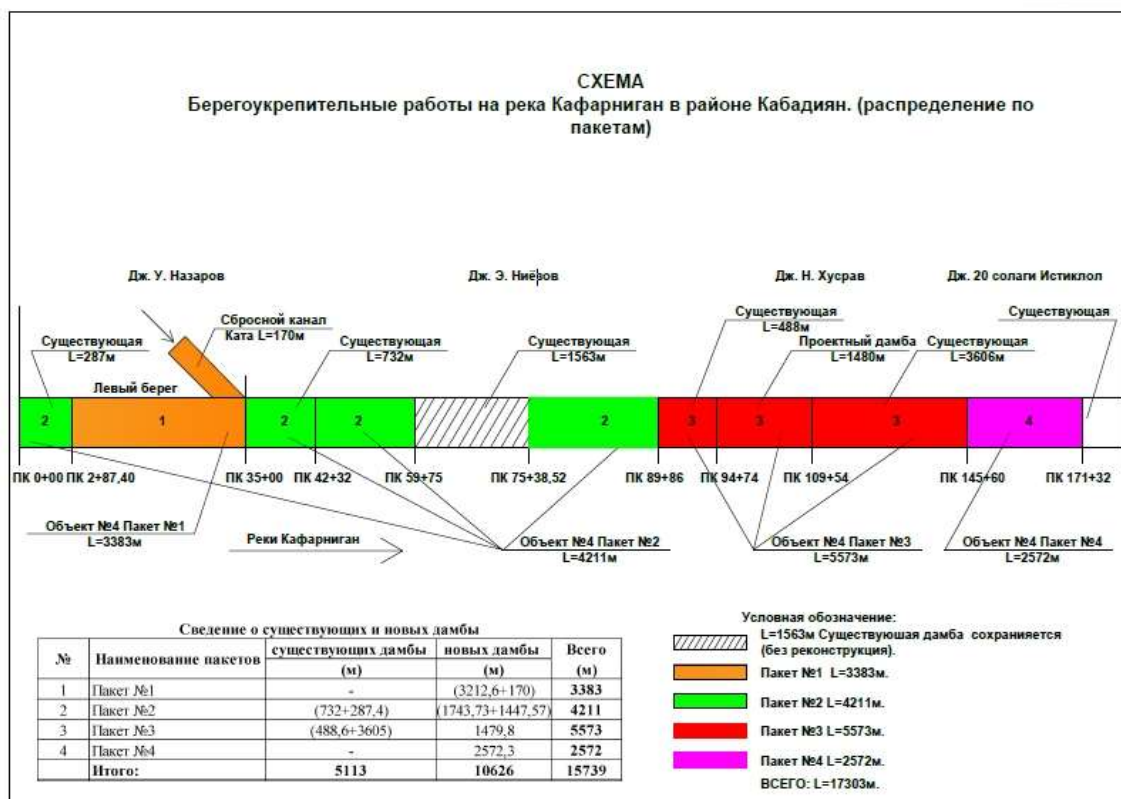 СХЕМА
Берегоукрепительные работы на река Кафарниган в районе Кабадиян. (распределение по
пакетам)
Дж. У. Назаров
Дж. Э. Ниёзов
Дж. Н. Хусрав
Дж. 20 солаги Истиклол
Сбросной канал
Ката L=170м
Существующая
L=488м
Существующая
Существующая
L=287м
Существующая
L=732м
Существующая
L=1563м
Проектный дамба
L=1480м
Существующая
L=3606м
Левый берег
2
1
2
2
2
3
3
3
4
ПК 0+00
ПК 2+87,40
ПК 35+00
ПК 42+32
ПК 59+75
ПК 75+38,52
ПК 89+86
ПК 94+74
ПК 109+54
ПК 145+60
ПК 171+32
Объект №4 Пакет №1
L=3383м
Реки Кафарниган
Объект №4 Пакет №2
L=4211м
Объект №4 Пакет №3
L=5573м
Объект №4 Пакет №4
L=2572м
Сведение о существующих и новых дамбы
№ Наименование пакетов существующих дамбы новых дамбы Всего
(м) (м) (м)
1 Пакет №1 - (3212,6+170) 3383
2 Пакет №2 (732+287,4) (1743,73+1447,57) 4211
3 Пакет №3 (488,6+3605) 1479,8 5573
4 Пакет №4 - 2572,3 2572
Итого: 5113 10626 15739
Условная обозначение:
L=1563м Существуюшая дамба сохранияется
(без реконструкция).
Пакет №1 L=3383м.
Пакет №2 L=4211м.
Пакет №3 L=5573м.
Пакет №4 L=2572м.
ВСЕГО: L=17303м.